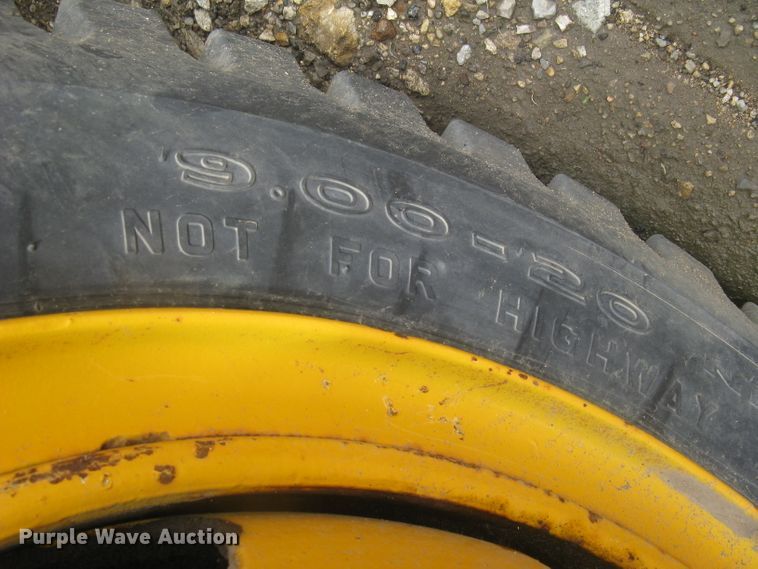 9.00-20
NOT FOR HIGHWAY
Purple Wave Auction